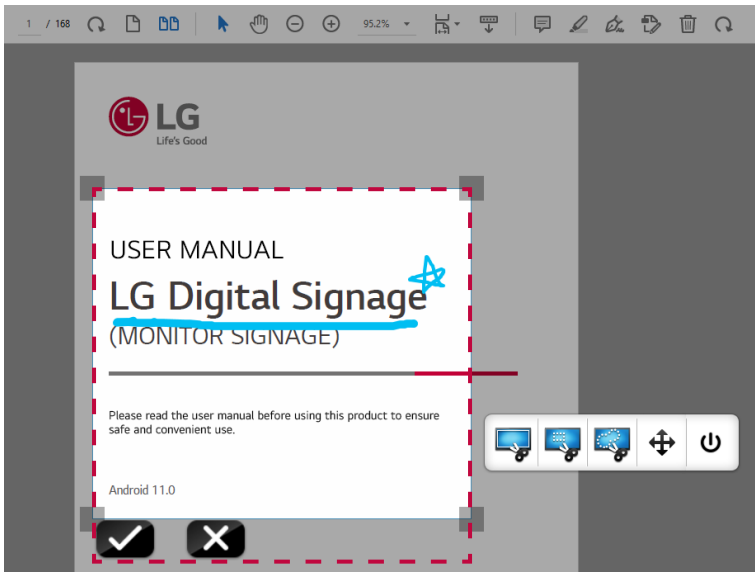 1 / 168 95.2%
LG
Life's Good
USER MANUAL
LG Digital Signage
(MONITOR SIGNAGE)
Please read the user manual before using this product to ensure
safe and convenient use.
Android 11.0